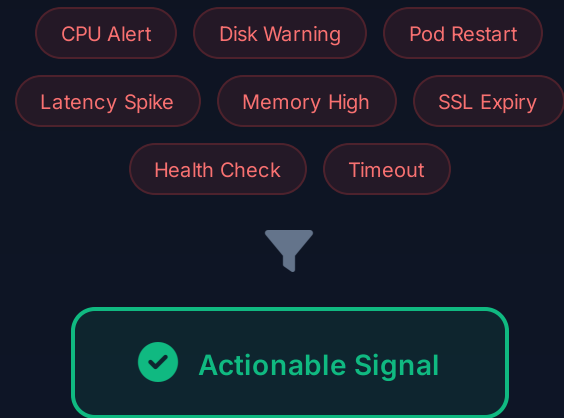 CPU Alert Disk Warning Pod Restart
Latency Spike Memory High SSL Expiry
Health Check Timeout
Actionable Signal